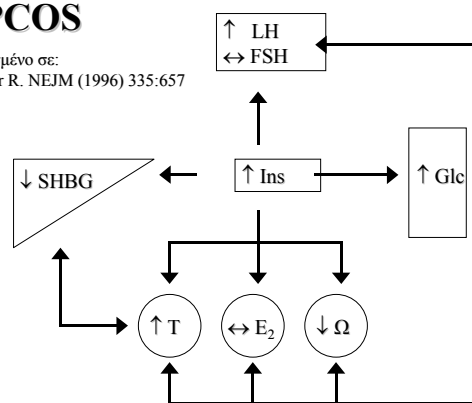 PCOS
μένο σε:
r R. NEJM (1996) 335:657
↑ LH
↔ FSH
↓ SHBG
↑ Ins
↑ Glc
↑ T
↔ E₂
↓ Ω